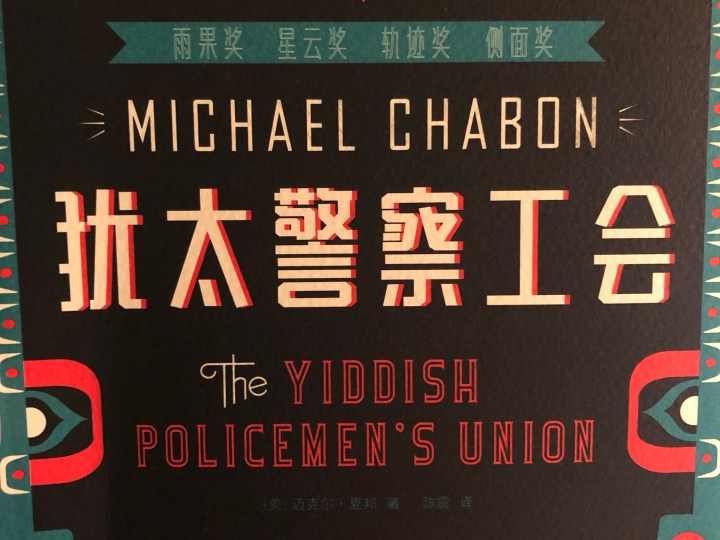 雨果奖 星云奖 轨迹奖 侧面奖
MICHAEL CHABON
犹太警察工会
The YIDDISH
POLICEMEN'S UNION
[美] 迈克尔·夏邦 著 陈震 译